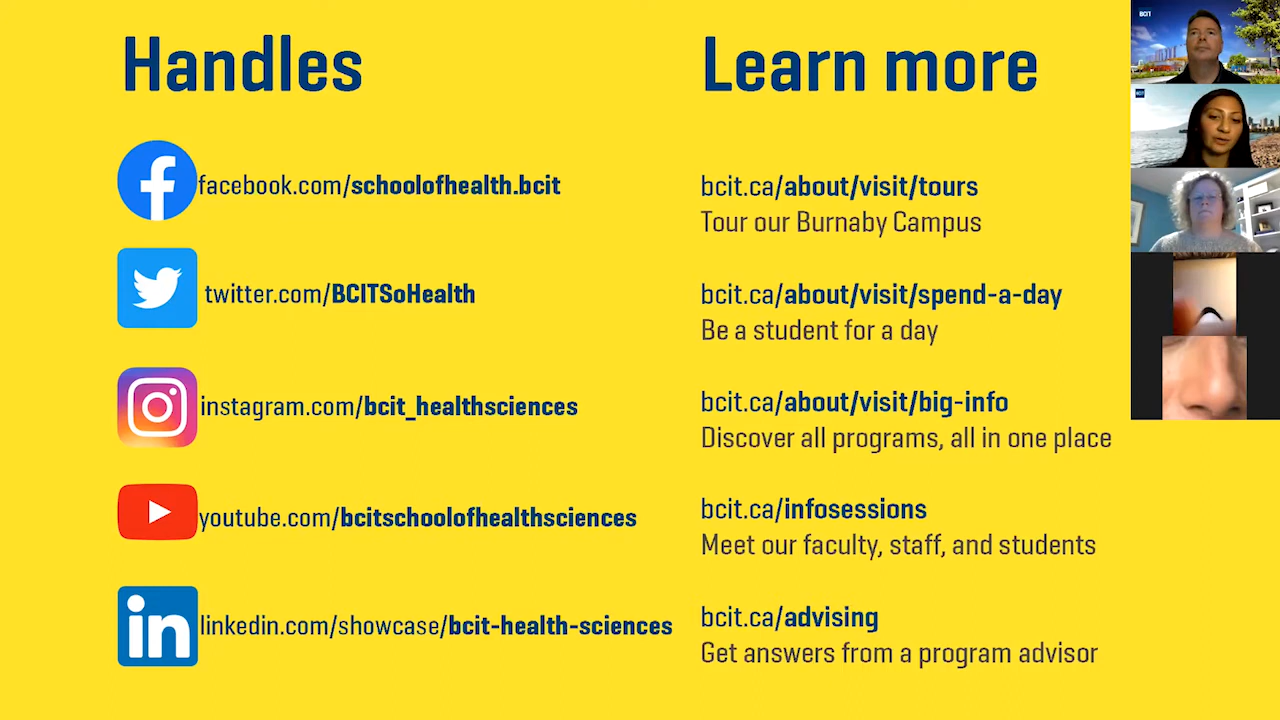 Handles
facebook.com/schoolofhealth.bcit
twitter.com/BCITSoHealth
instagram.com/bcit_healthsciences
youtube.com/bcitschoolofhealthsciences
in
linkedin.com/showcase/bcit-health-sciences
Learn more
bcit.ca/about/visit/tours
Tour our Burnaby Campus
bcit.ca/about/visit/spend-a-day
Be a student for a day
bcit.ca/about/visit/big-info
Discover all programs, all in one place
bcit.ca/infosessions
Meet our faculty, staff, and students
bcit.ca/advising
Get answers from a program advisor
BCIT
BCIT